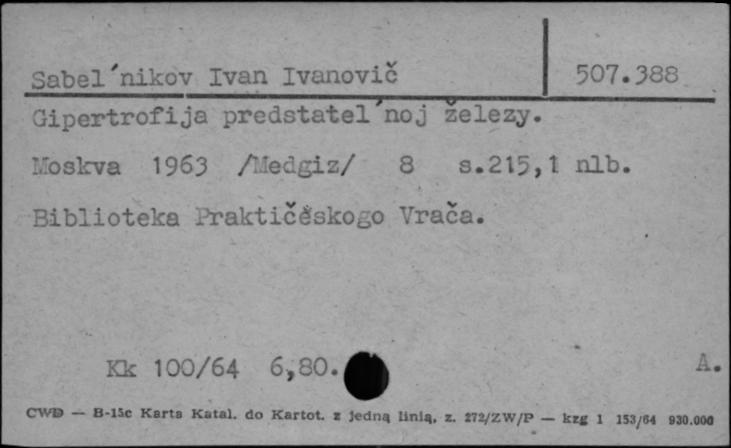 Sabel´nikov Ivan Ivanovič 507.388
Gipertrofija predstatel´noj železy.
Moskva 1963 /Medgiz/ 8 s.215,1 nlb.
Biblioteka Praktičeskogo Vrača.
Kk 100/64 6,80. A.
CWD — B-15c Karta Katal. do Kartot. z jedną linią, z. 272/ZW/P — kzg 1 153/64 930.000